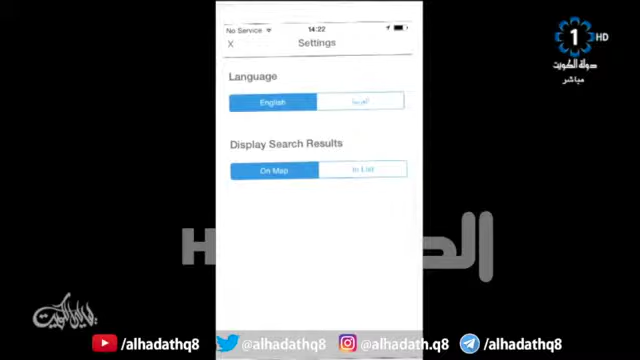 No Service 14:22
X Settings
Language
English العربية
Display Search Results
On Map In List
1 HD
دولة الكويت
مباشر
/alhadathq8 @alhadathq8 @alhadath.q8 /alhadathq8